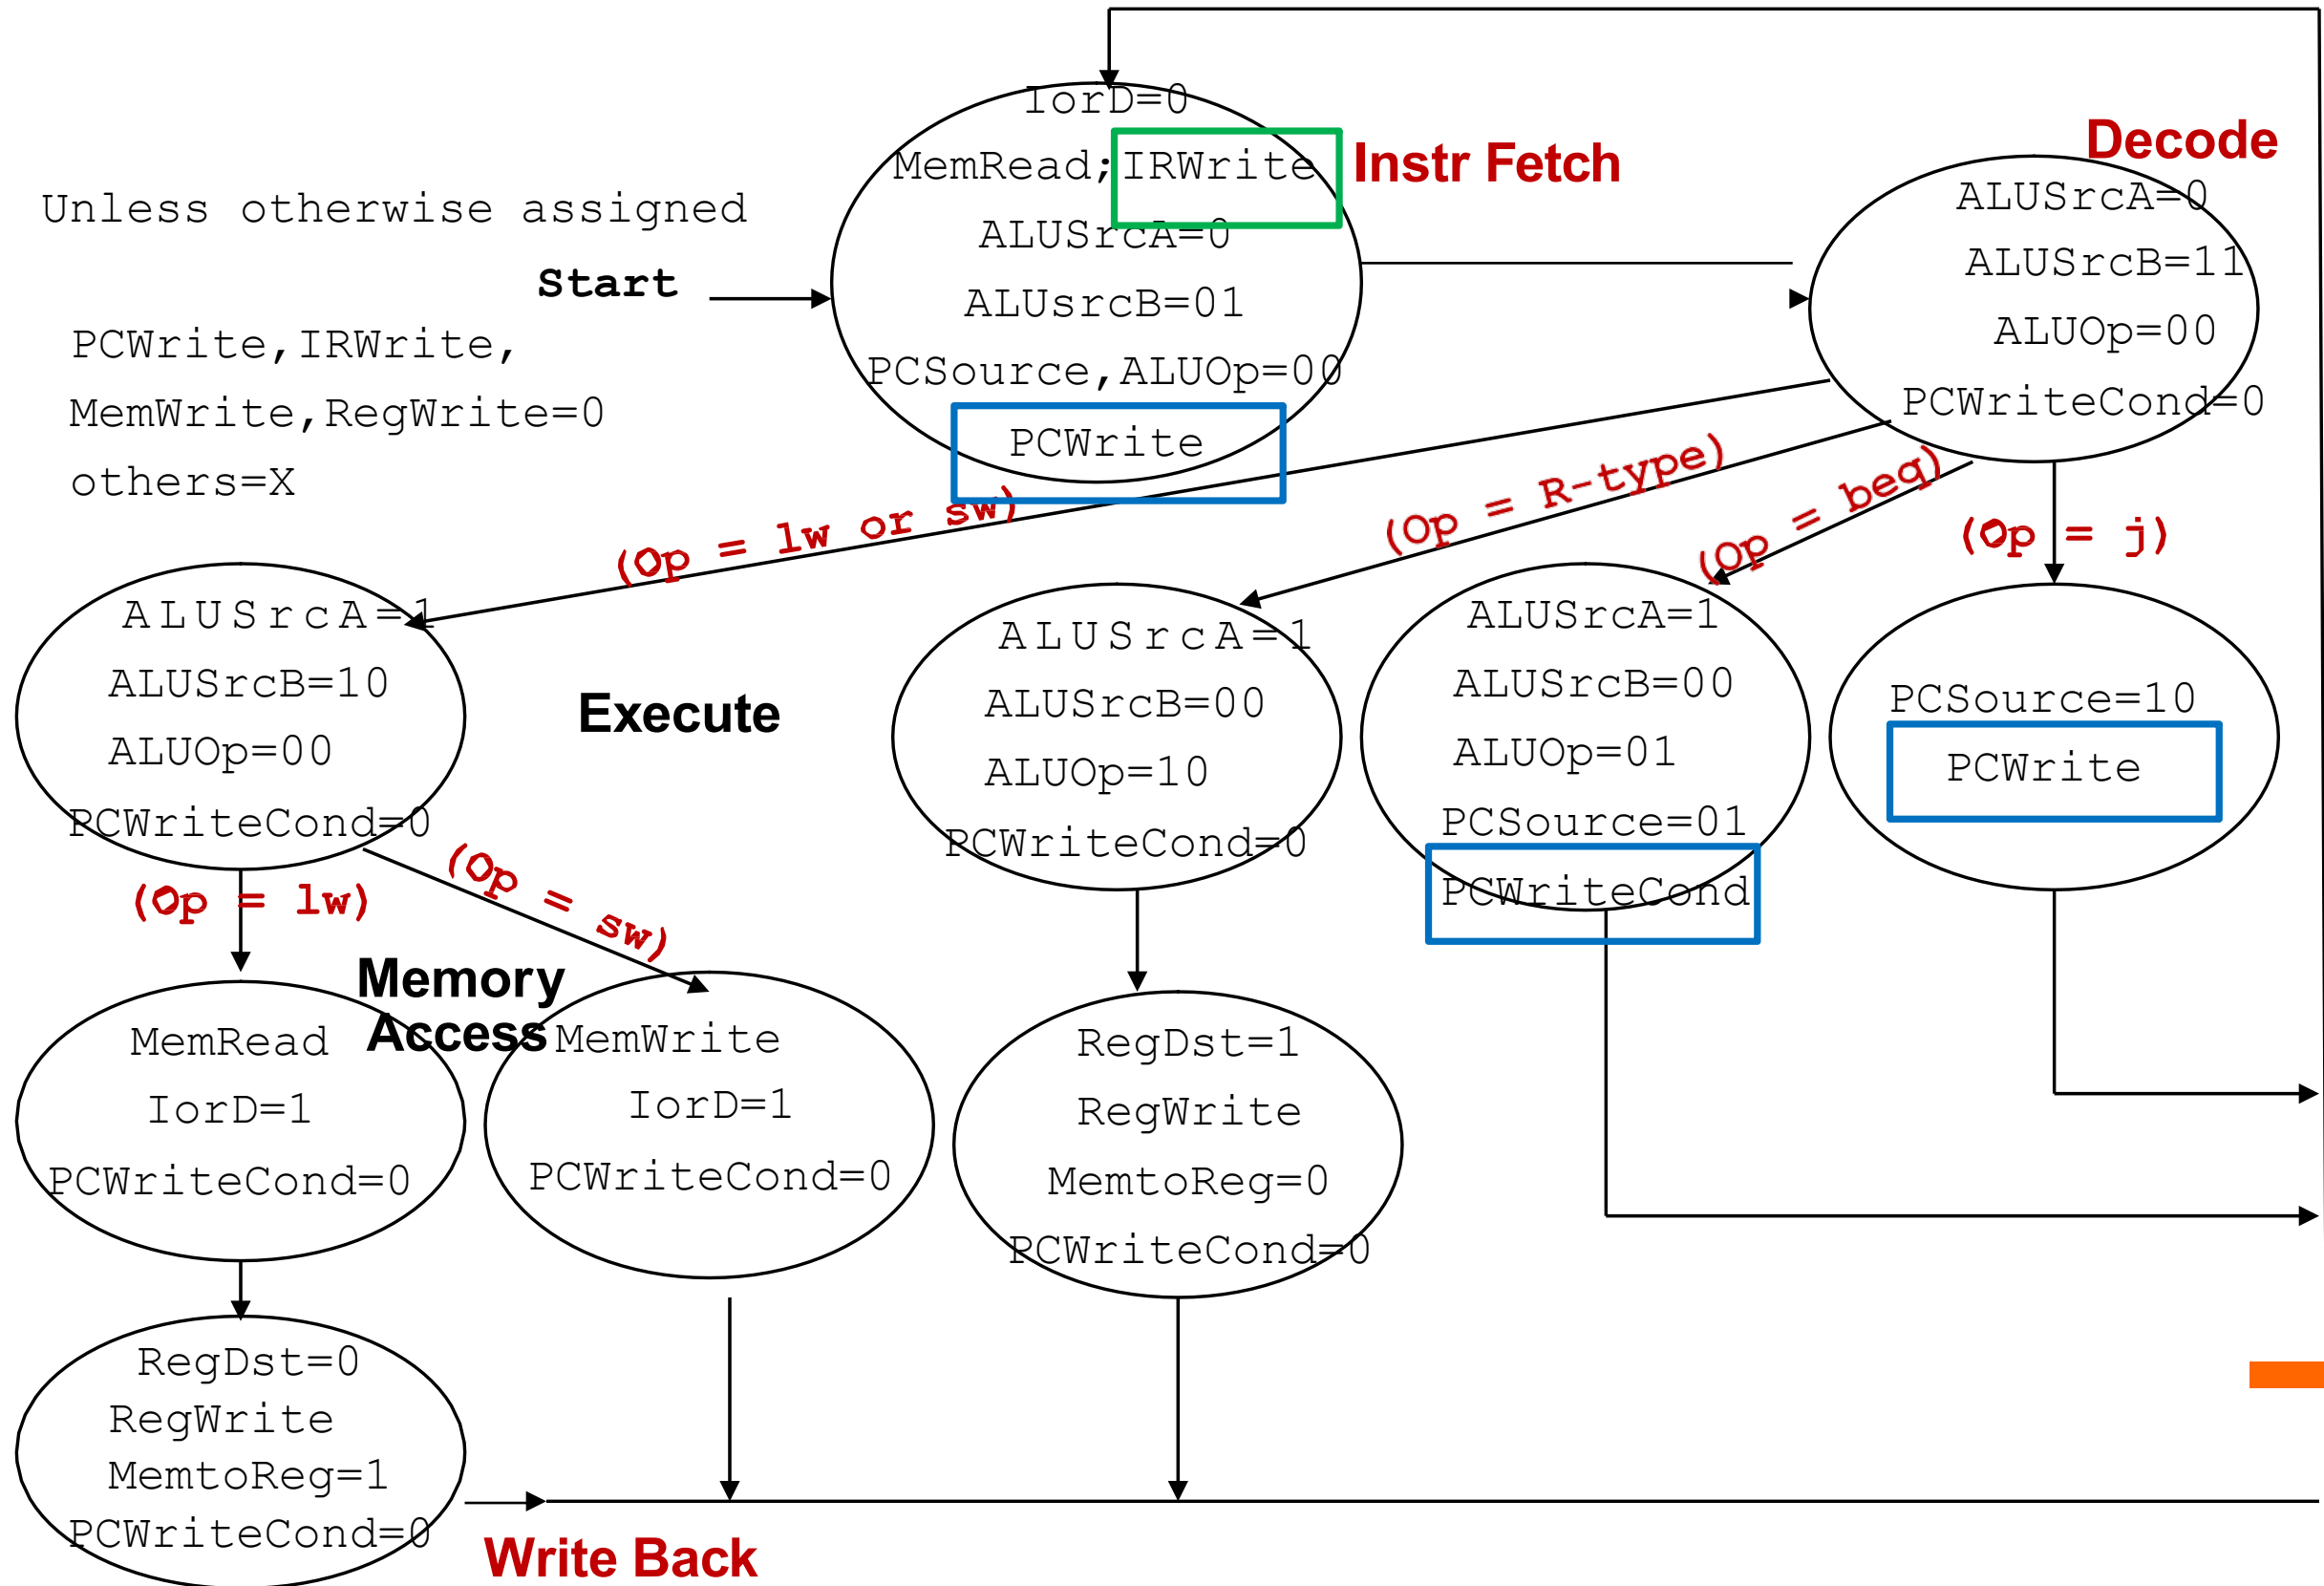 Unless otherwise assigned
PCWrite,IRWrite,
MemWrite,RegWrite=0
others=X
Start
IorD=0
MemRead;IRWrite
ALUSrcA=0
ALUsrcB=01
PCSource,ALUOp=00
PCWrite
Instr Fetch
Decode
ALUSrcA=0
ALUSrcB=11
ALUOp=00
PCWriteCond=0
(Op = lw or sw)
(Op = R-type)
(Op = beq)
(Op = j)
ALUSrcA=1
ALUSrcB=10
ALUOp=00
PCWriteCond=0
Execute
ALUSrcA=1
ALUSrcB=00
ALUOp=10
PCWriteCond=0
ALUSrcA=1
ALUSrcB=00
ALUOp=01
PCSource=01
PCWriteCond
PCSource=10
PCWrite
(Op = lw)
(Op = sw)
Memory
Access
MemRead
IorD=1
PCWriteCond=0
MemWrite
IorD=1
PCWriteCond=0
RegDst=1
RegWrite
MemtoReg=0
PCWriteCond=0
RegDst=0
RegWrite
MemtoReg=1
PCWriteCond=0
Write Back